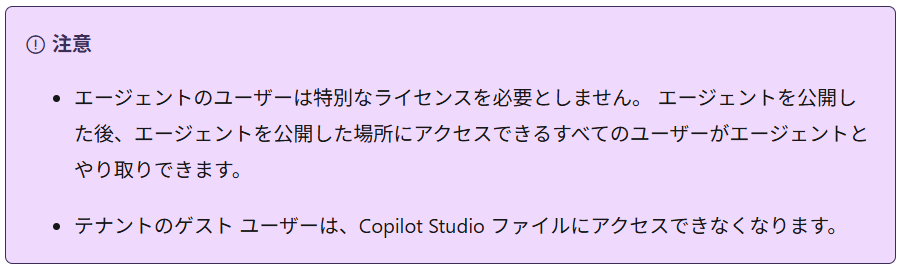 注意
エージェントのユーザーは特別なライセンスを必要としません。 エージェントを公開し
た後、エージェントを公開した場所にアクセスできるすべてのユーザーがエージェントと
やり取りできます。
テナントのゲスト ユーザーは、Copilot Studio ファイルにアクセスできなくなります。